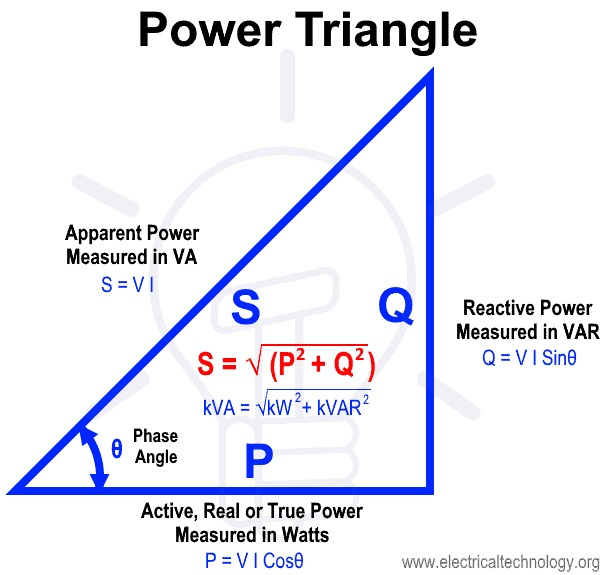 Power Triangle
Apparent Power
Measured in VA
S = V I
S
Q
Reactive Power
Measured in VAR
Q = V I Sinθ
S = √(P² + Q²)
kVA = √kW² + kVAR²
θ
Phase
Angle
P
Active, Real or True Power
Measured in Watts
P = V I Cosθ
www.electricaltechnology.org